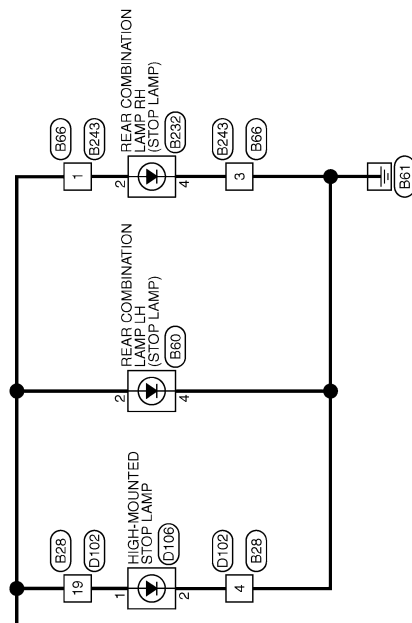 B66
B243
1
2
REAR COMBINATION
LAMP RH
(STOP LAMP)
B232
4
B243
B66
3
B61
2
REAR COMBINATION
LAMP LH
(STOP LAMP)
B60
4
B28
D102
19
1
HIGH-MOUNTED
STOP LAMP
D106
2
D102
B28
4